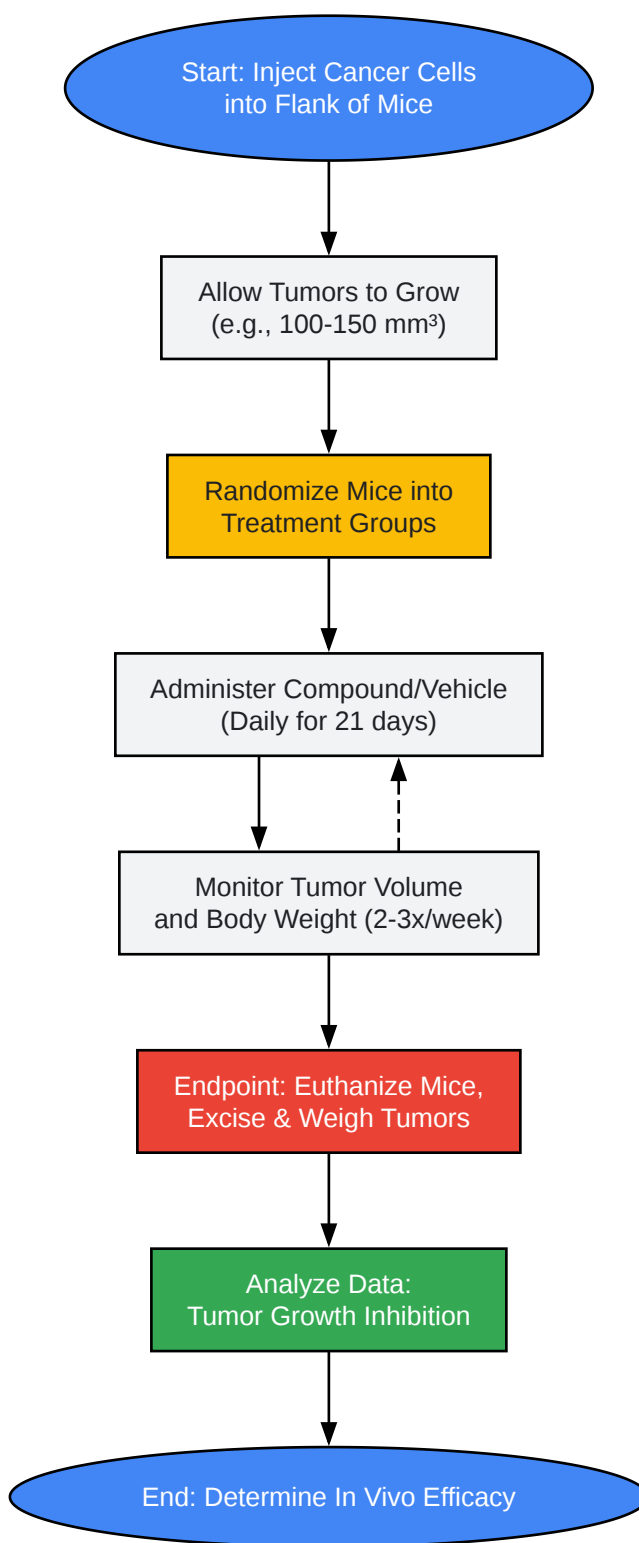 Start: Inject Cancer Cells
into Flank of Mice
Allow Tumors to Grow
(e.g., 100-150 mm³)
Randomize Mice into
Treatment Groups
Administer Compound/Vehicle
(Daily for 21 days)
Monitor Tumor Volume
and Body Weight (2-3x/week)
Endpoint: Euthanize Mice,
Excise & Weigh Tumors
Analyze Data:
Tumor Growth Inhibition
End: Determine In Vivo Efficacy